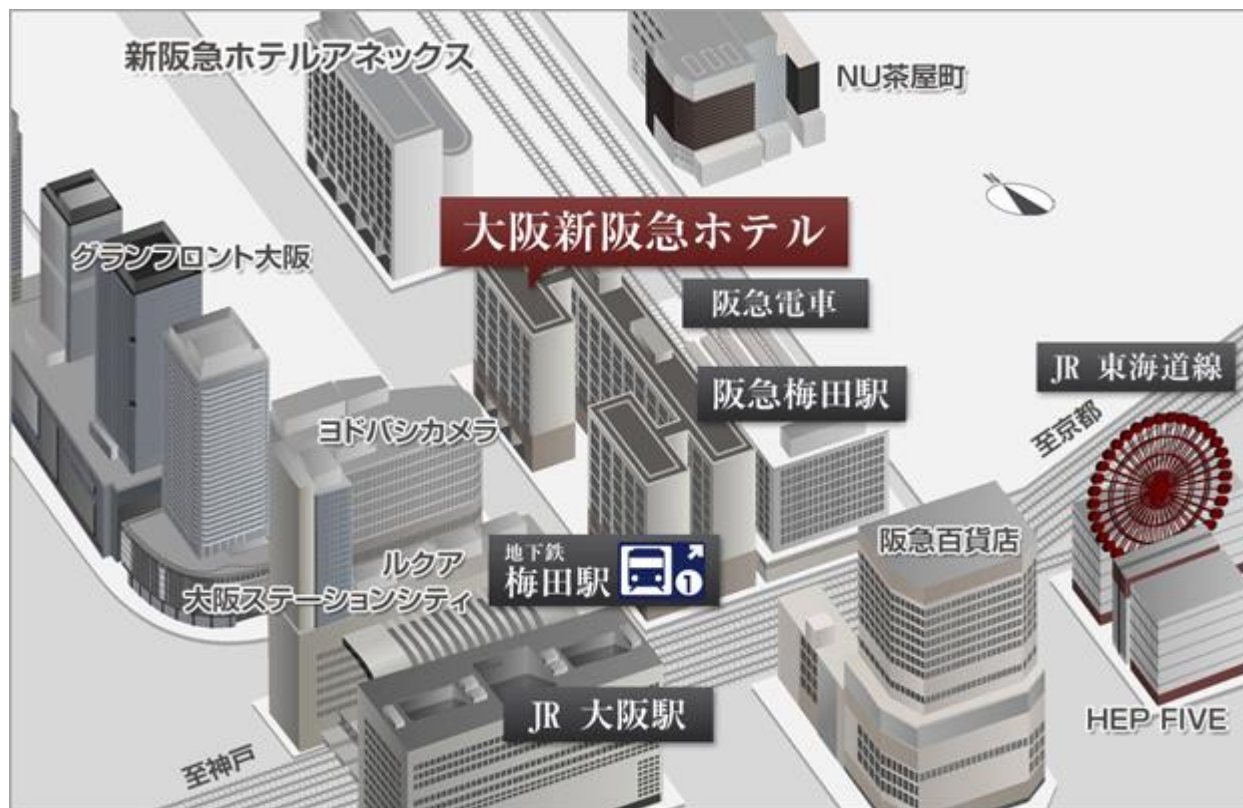 新阪急ホテルアネックス
NU茶屋町
大阪新阪急ホテル
グランフロント大阪
阪急電車
JR 東海道線
阪急梅田駅
至京都
ヨドバシカメラ
阪急百貨店
地下鉄
梅田駅
1
ルクア
大阪ステーションシティ
JR 大阪駅
HEP FIVE
至神戸